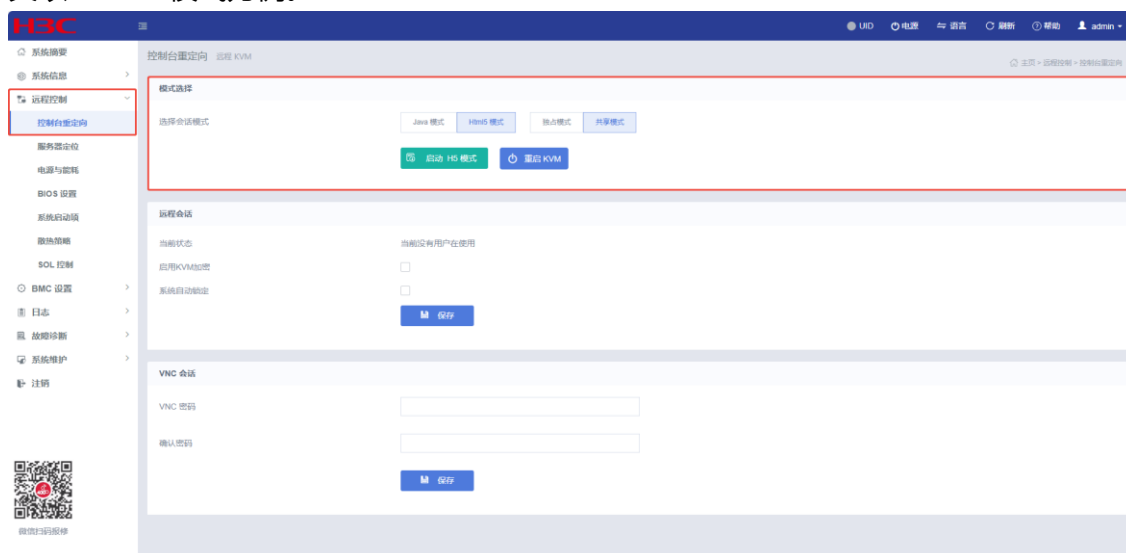 H3C
UID 电源 语言 刷新 帮助 admin
系统摘要
系统信息
远程控制
控制台重定向
服务器定位
电源与能耗
BIOS 设置
系统启动项
散热策略
SOL 控制
BMC 设置
日志
故障诊断
系统维护
注销
微信扫码报修
控制台重定向 远程 KVM
主页 > 远程控制 > 控制台重定向
模式选择
选择会话模式 Java 模式 Html5 模式 独占模式 共享模式
启动 H5 模式 重启 KVM
远程会话
当前状态 当前没有用户在使用
启用KVM加密
系统自动锁定
保存
VNC 会话
VNC 密码
确认密码
保存